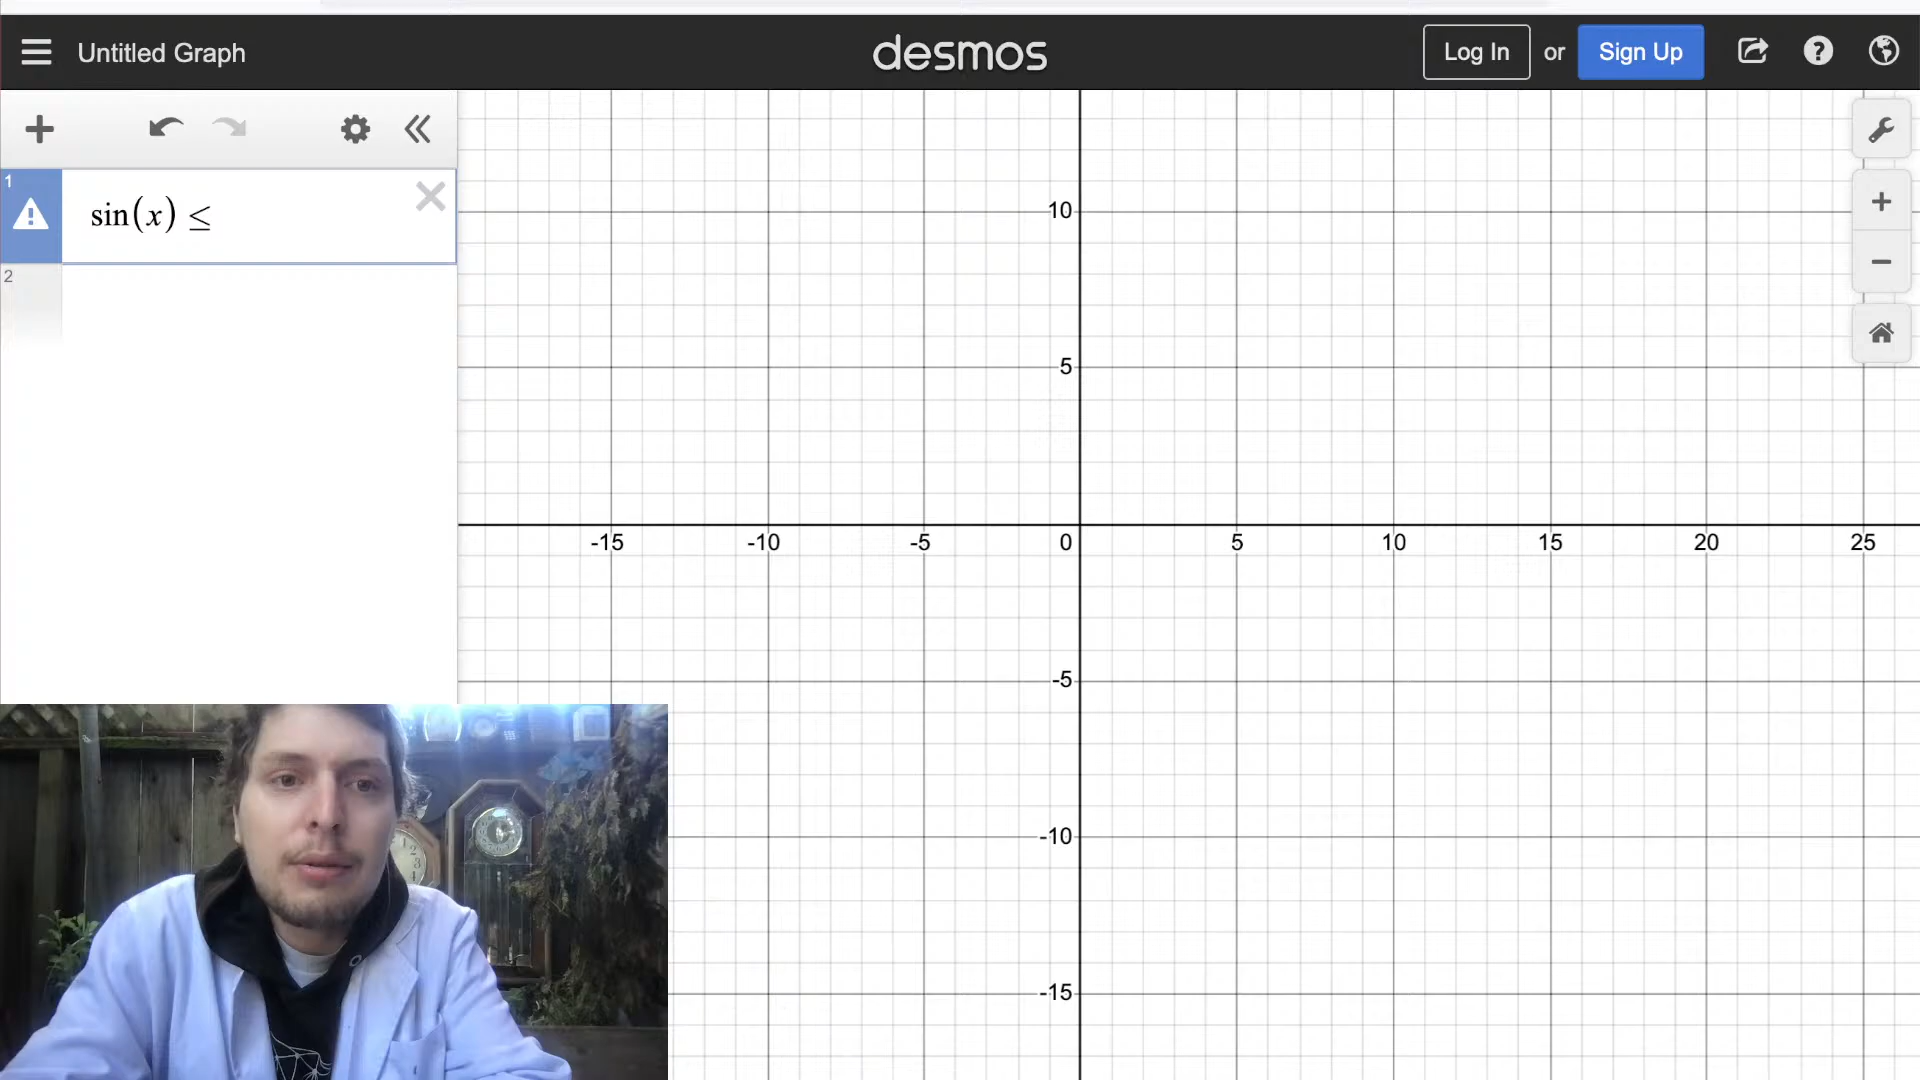 Untitled Graph
desmos
Log In or Sign Up
1
sin(x) ≤
2
10
5
-15 -10 -5 0 5 10 15 20 25
-5
-10
-15